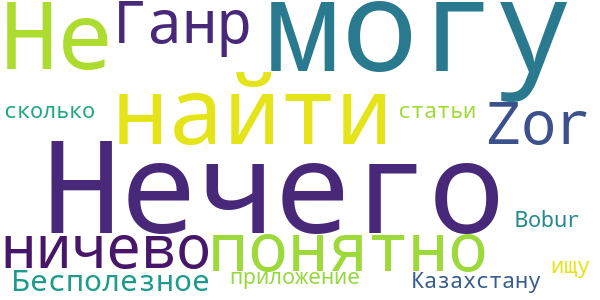 Не Ганр могу
сколько найти статьи Zor
Нечего
ничево понятно Bobur
Бесполезное приложение Казахстану ищу